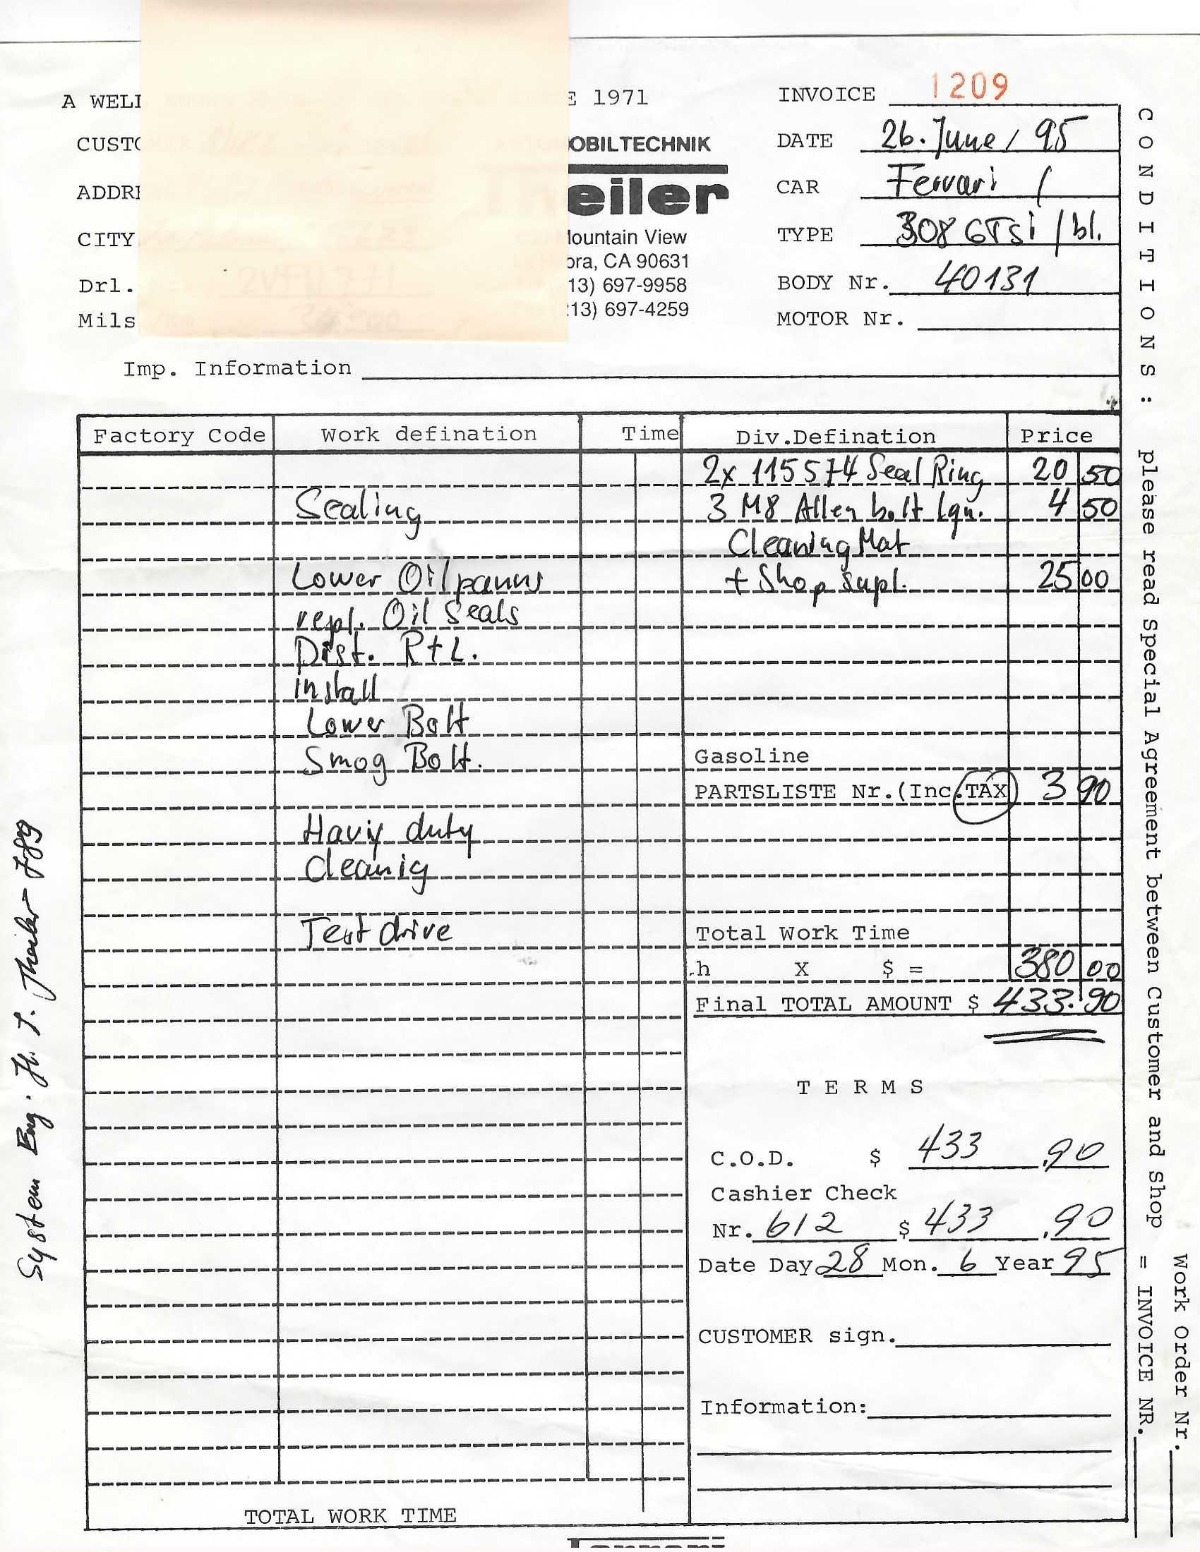 A WELL E 1971
INVOICE 1209
CUSTO OBILTECHNIK
DATE 26. June / 95
ADDRE eiler
CAR Ferrari /
CITY Mountain View
TYPE 308 GTSi / bl.
ora, CA 90631
Drl. 13) 697-9958
BODY Nr. 40131
Mils 13) 697-4259
MOTOR Nr.
Imp. Information
Factory Code Work defination Time Div.Defination Price
2x 115574 Seal Ring 20 50
Sealing 3 M8 Allen bolt Lgn. 4 50
Cleaning Mat
Lower Oilpanns + Shop supl. 25 00
repl. Oil Seals
Dist. R+L.
install
Lower Bolt
Smog Bolt. Gasoline
PARTSLISTE Nr.(Inc.TAX) 3 90
Haviy duty
Cleanig
Test drive Total Work Time
.h X $ = 380 00
Final TOTAL AMOUNT $ 433.90
TERMS
C.O.D. $ 433 .90
Cashier Check
Nr. 612 $ 433 .90
Date Day 28 Mon. 6 Year 95
CUSTOMER sign.
Information:
TOTAL WORK TIME
CONDITIONS: please read Special Agreement between Customer and Shop = INVOICE NR.
Work Order Nr.
System Eng.